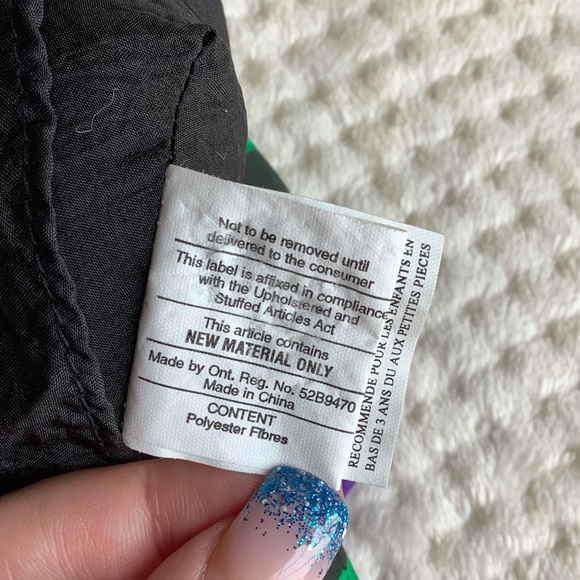 Not to be removed until
delivered to the consumer
This label is affixed in compliance
with the Upholstered and
Stuffed Articles Act
This article contains
NEW MATERIAL ONLY
Made by Ont. Reg. No. 52B9470
Made in China
CONTENT
Polyester Fibres
RECOMMENDE POUR LES ENFANTS EN
BAS DE 3 ANS DU AUX PETITES PIECES